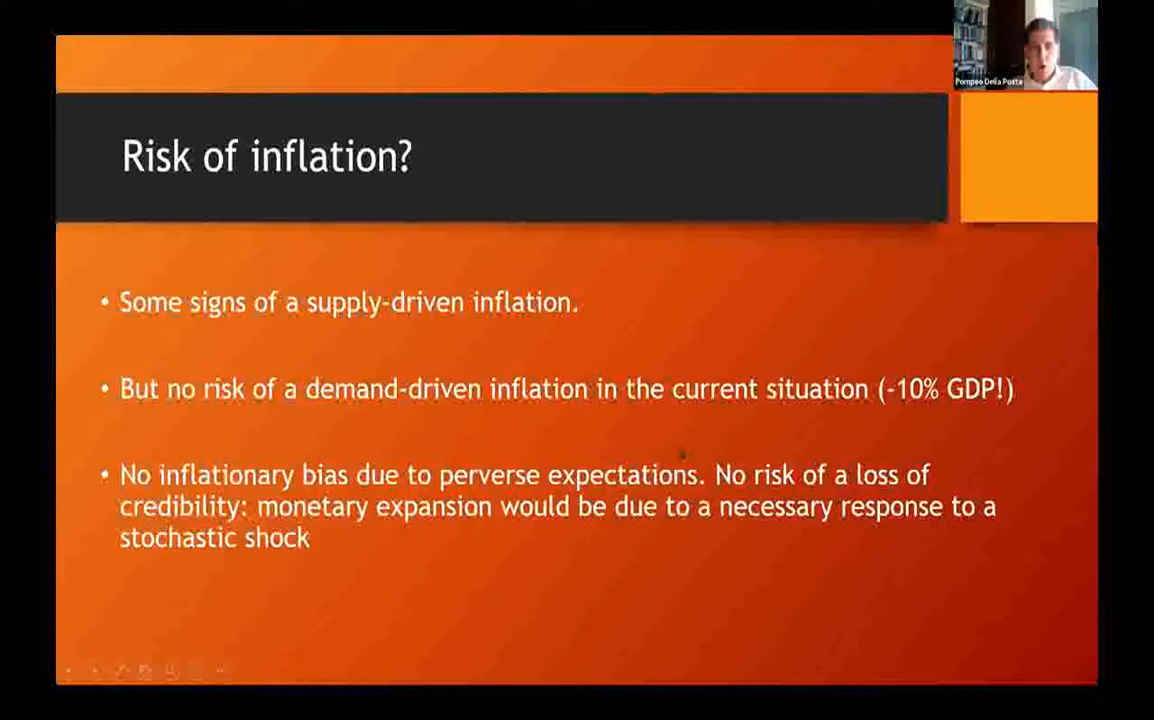 Pompeo Della Posta
Risk of inflation?
• Some signs of a supply-driven inflation.
• But no risk of a demand-driven inflation in the current situation (-10% GDP!)
• No inflationary bias due to perverse expectations. No risk of a loss of
credibility: monetary expansion would be due to a necessary response to a
stochastic shock